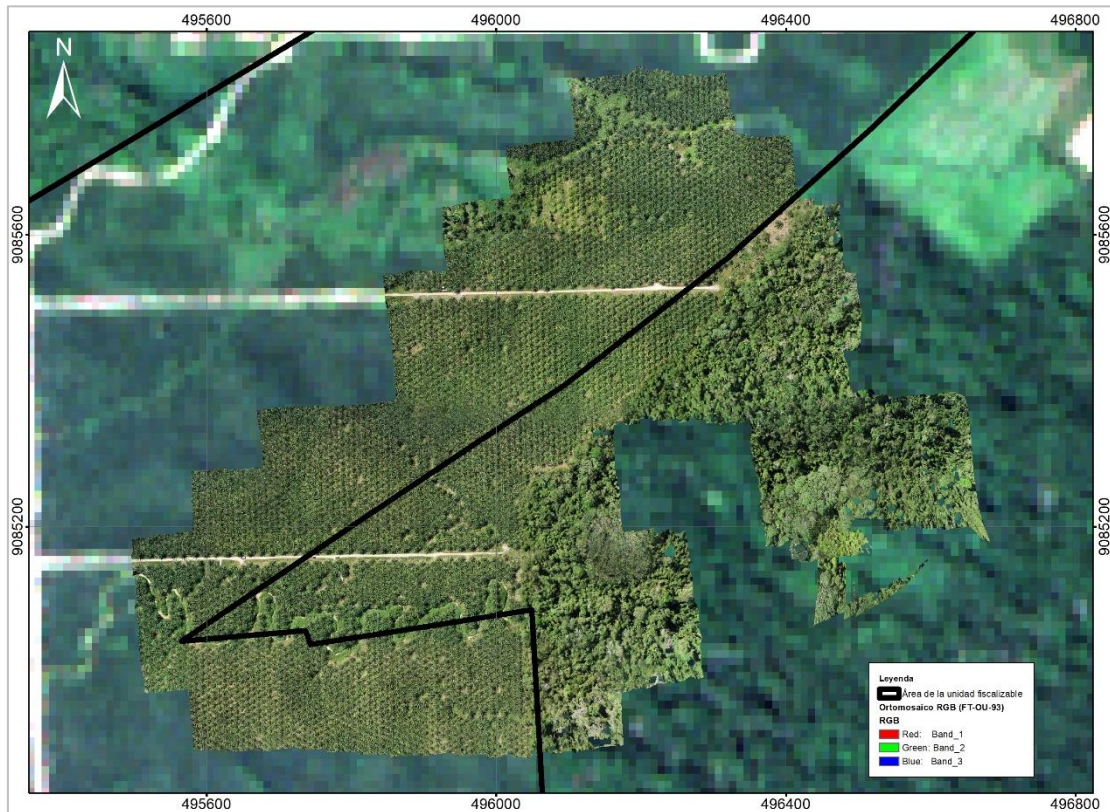 495600 496000 496400 496800
N
9085600 9085600
9085200 9085200
Leyenda
Área de la unidad fiscalizable
Ortomosaico RGB (FT-OU-93)
RGB
Red: Band_1
Green: Band_2
Blue: Band_3
495600 496000 496400 496800